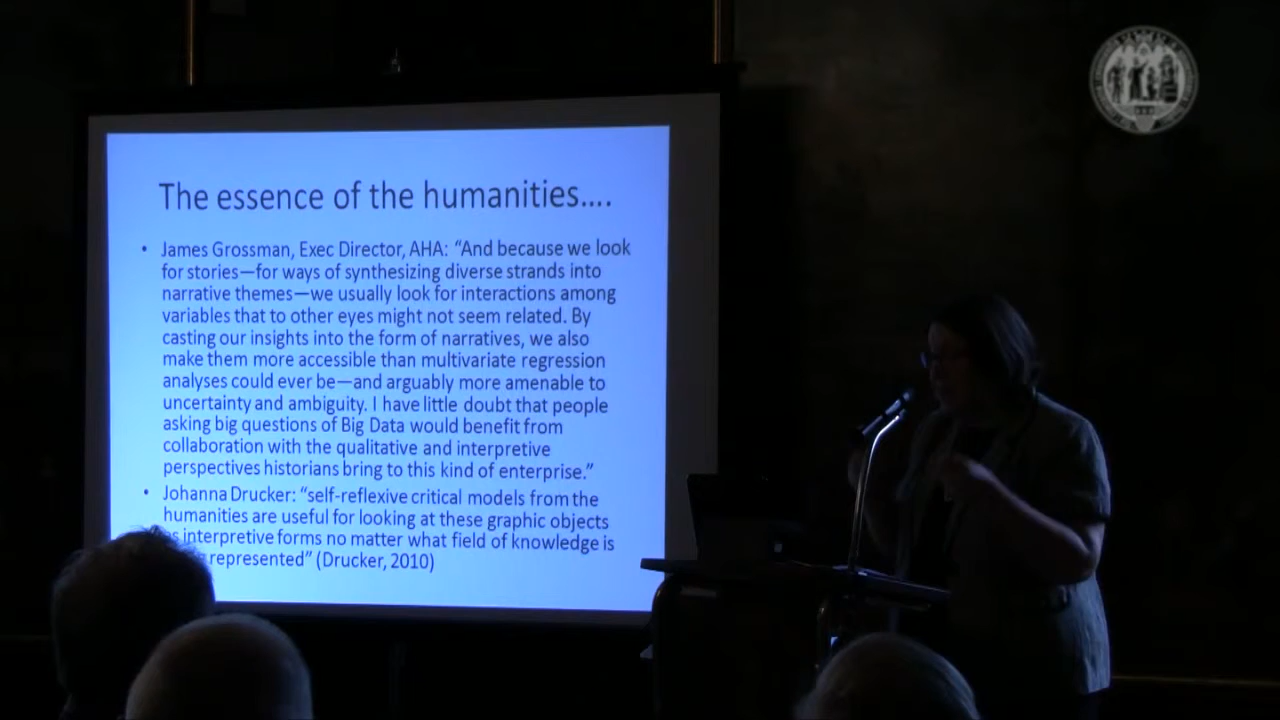 The essence of the humanities....
• James Grossman, Exec Director, AHA: “And because we look
for stories—for ways of synthesizing diverse strands into
narrative themes—we usually look for interactions among
variables that to other eyes might not seem related. By
casting our insights into the form of narratives, we also
make them more accessible than multivariate regression
analyses could ever be—and arguably more amenable to
uncertainty and ambiguity. I have little doubt that people
asking big questions of Big Data would benefit from
collaboration with the qualitative and interpretive
perspectives historians bring to this kind of enterprise.”
• Johanna Drucker: “self-reflexive critical models from the
humanities are useful for looking at these graphic objects
as interpretive forms no matter what field of knowledge is
represented” (Drucker, 2010)